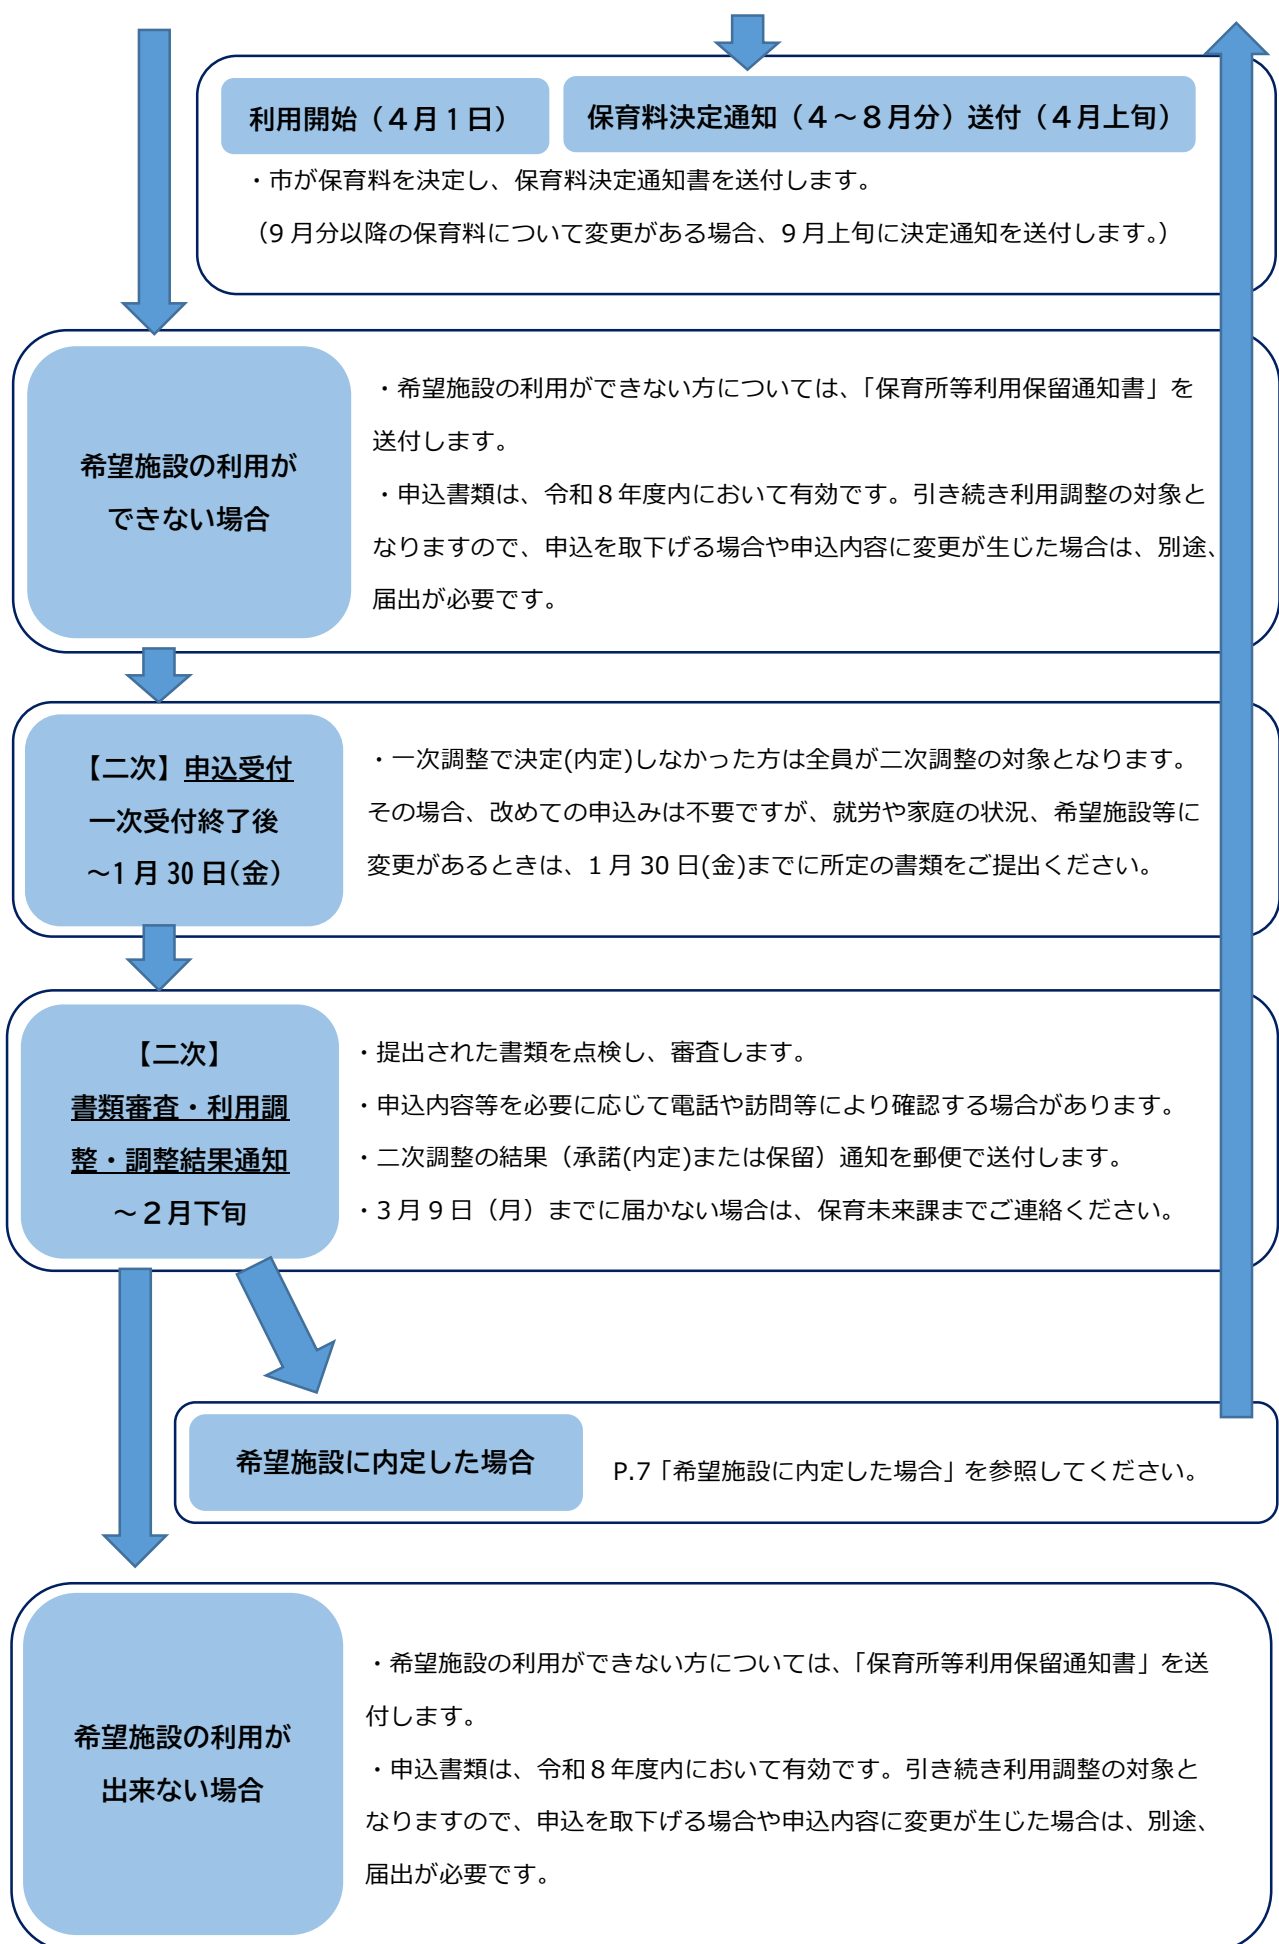 利用開始（４月１日）
保育料決定通知（４～８月分）送付（４月上旬）
・市が保育料を決定し、保育料決定通知書を送付します。
（9 月分以降の保育料について変更がある場合、9 月上旬に決定通知を送付します。）
希望施設の利用が
できない場合
・希望施設の利用ができない方については、「保育所等利用保留通知書」を
送付します。
・申込書類は、令和８年度内において有効です。引き続き利用調整の対象と
なりますので、申込を取下げる場合や申込内容に変更が生じた場合は、別途、
届出が必要です。
【二次】申込受付
一次受付終了後
～1 月 30 日(金)
・一次調整で決定(内定)しなかった方は全員が二次調整の対象となります。
その場合、改めての申込みは不要ですが、就労や家庭の状況、希望施設等に
変更があるときは、1 月 30 日(金)までに所定の書類をご提出ください。
【二次】
書類審査・利用調
整・調整結果通知
～２月下旬
・提出された書類を点検し、審査します。
・申込内容等を必要に応じて電話や訪問等により確認する場合があります。
・二次調整の結果（承諾(内定)または保留）通知を郵便で送付します。
・3 月 9 日（月）までに届かない場合は、保育未来課までご連絡ください。
希望施設に内定した場合
P.7「希望施設に内定した場合」を参照してください。
希望施設の利用が
出来ない場合
・希望施設の利用ができない方については、「保育所等利用保留通知書」を送
付します。
・申込書類は、令和８年度内において有効です。引き続き利用調整の対象と
なりますので、申込を取下げる場合や申込内容に変更が生じた場合は、別途、
届出が必要です。